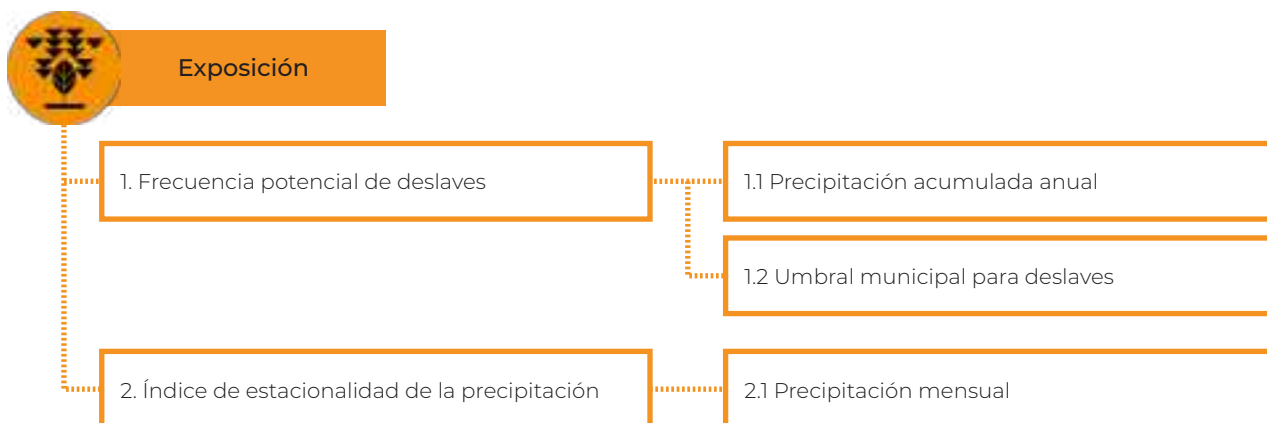 Exposición
1. Frecuencia potencial de deslaves
1.1 Precipitación acumulada anual
1.2 Umbral municipal para deslaves
2. Índice de estacionalidad de la precipitación
2.1 Precipitación mensual